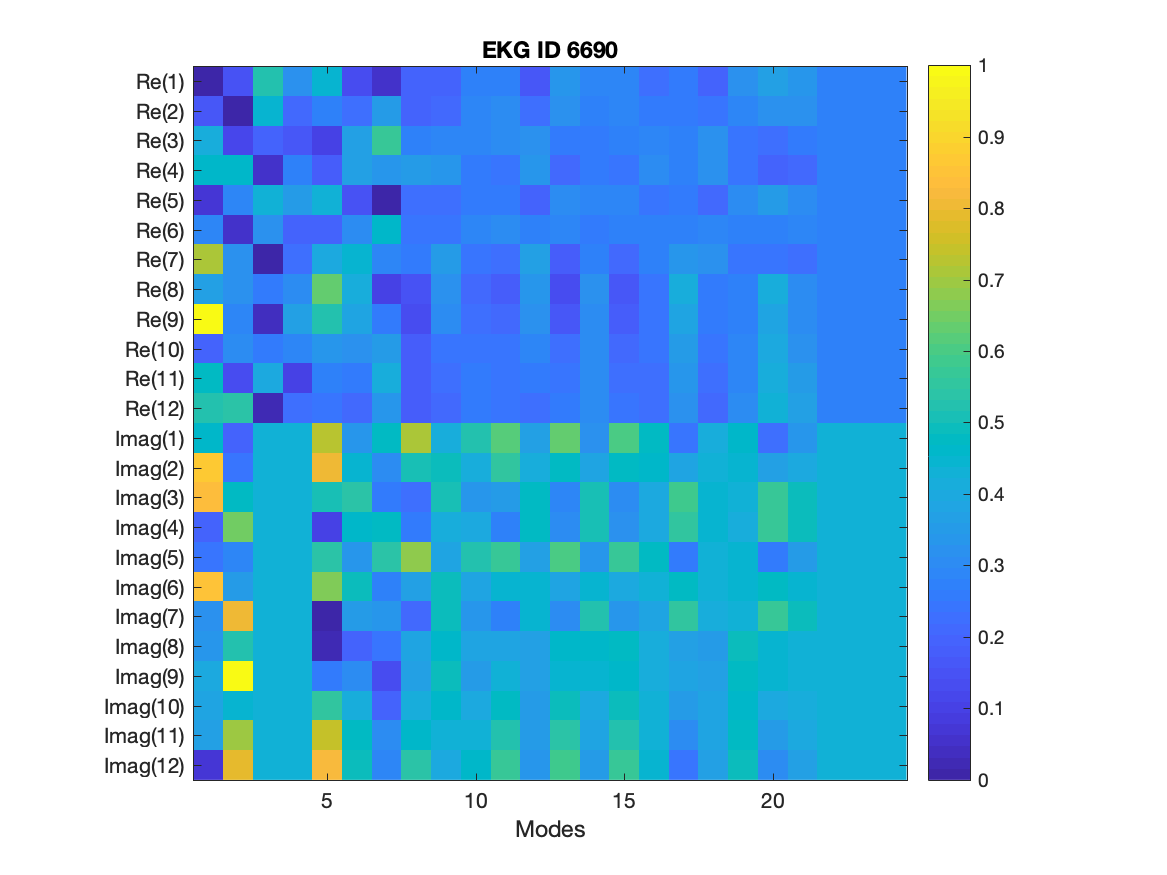 EKG ID 6690
Re(1)
Re(2)
Re(3)
Re(4)
Re(5)
Re(6)
Re(7)
Re(8)
Re(9)
Re(10)
Re(11)
Re(12)
Imag(1)
Imag(2)
Imag(3)
Imag(4)
Imag(5)
Imag(6)
Imag(7)
Imag(8)
Imag(9)
Imag(10)
Imag(11)
Imag(12)
5 10 15 20
Modes
1
0.9
0.8
0.7
0.6
0.5
0.4
0.3
0.2
0.1
0